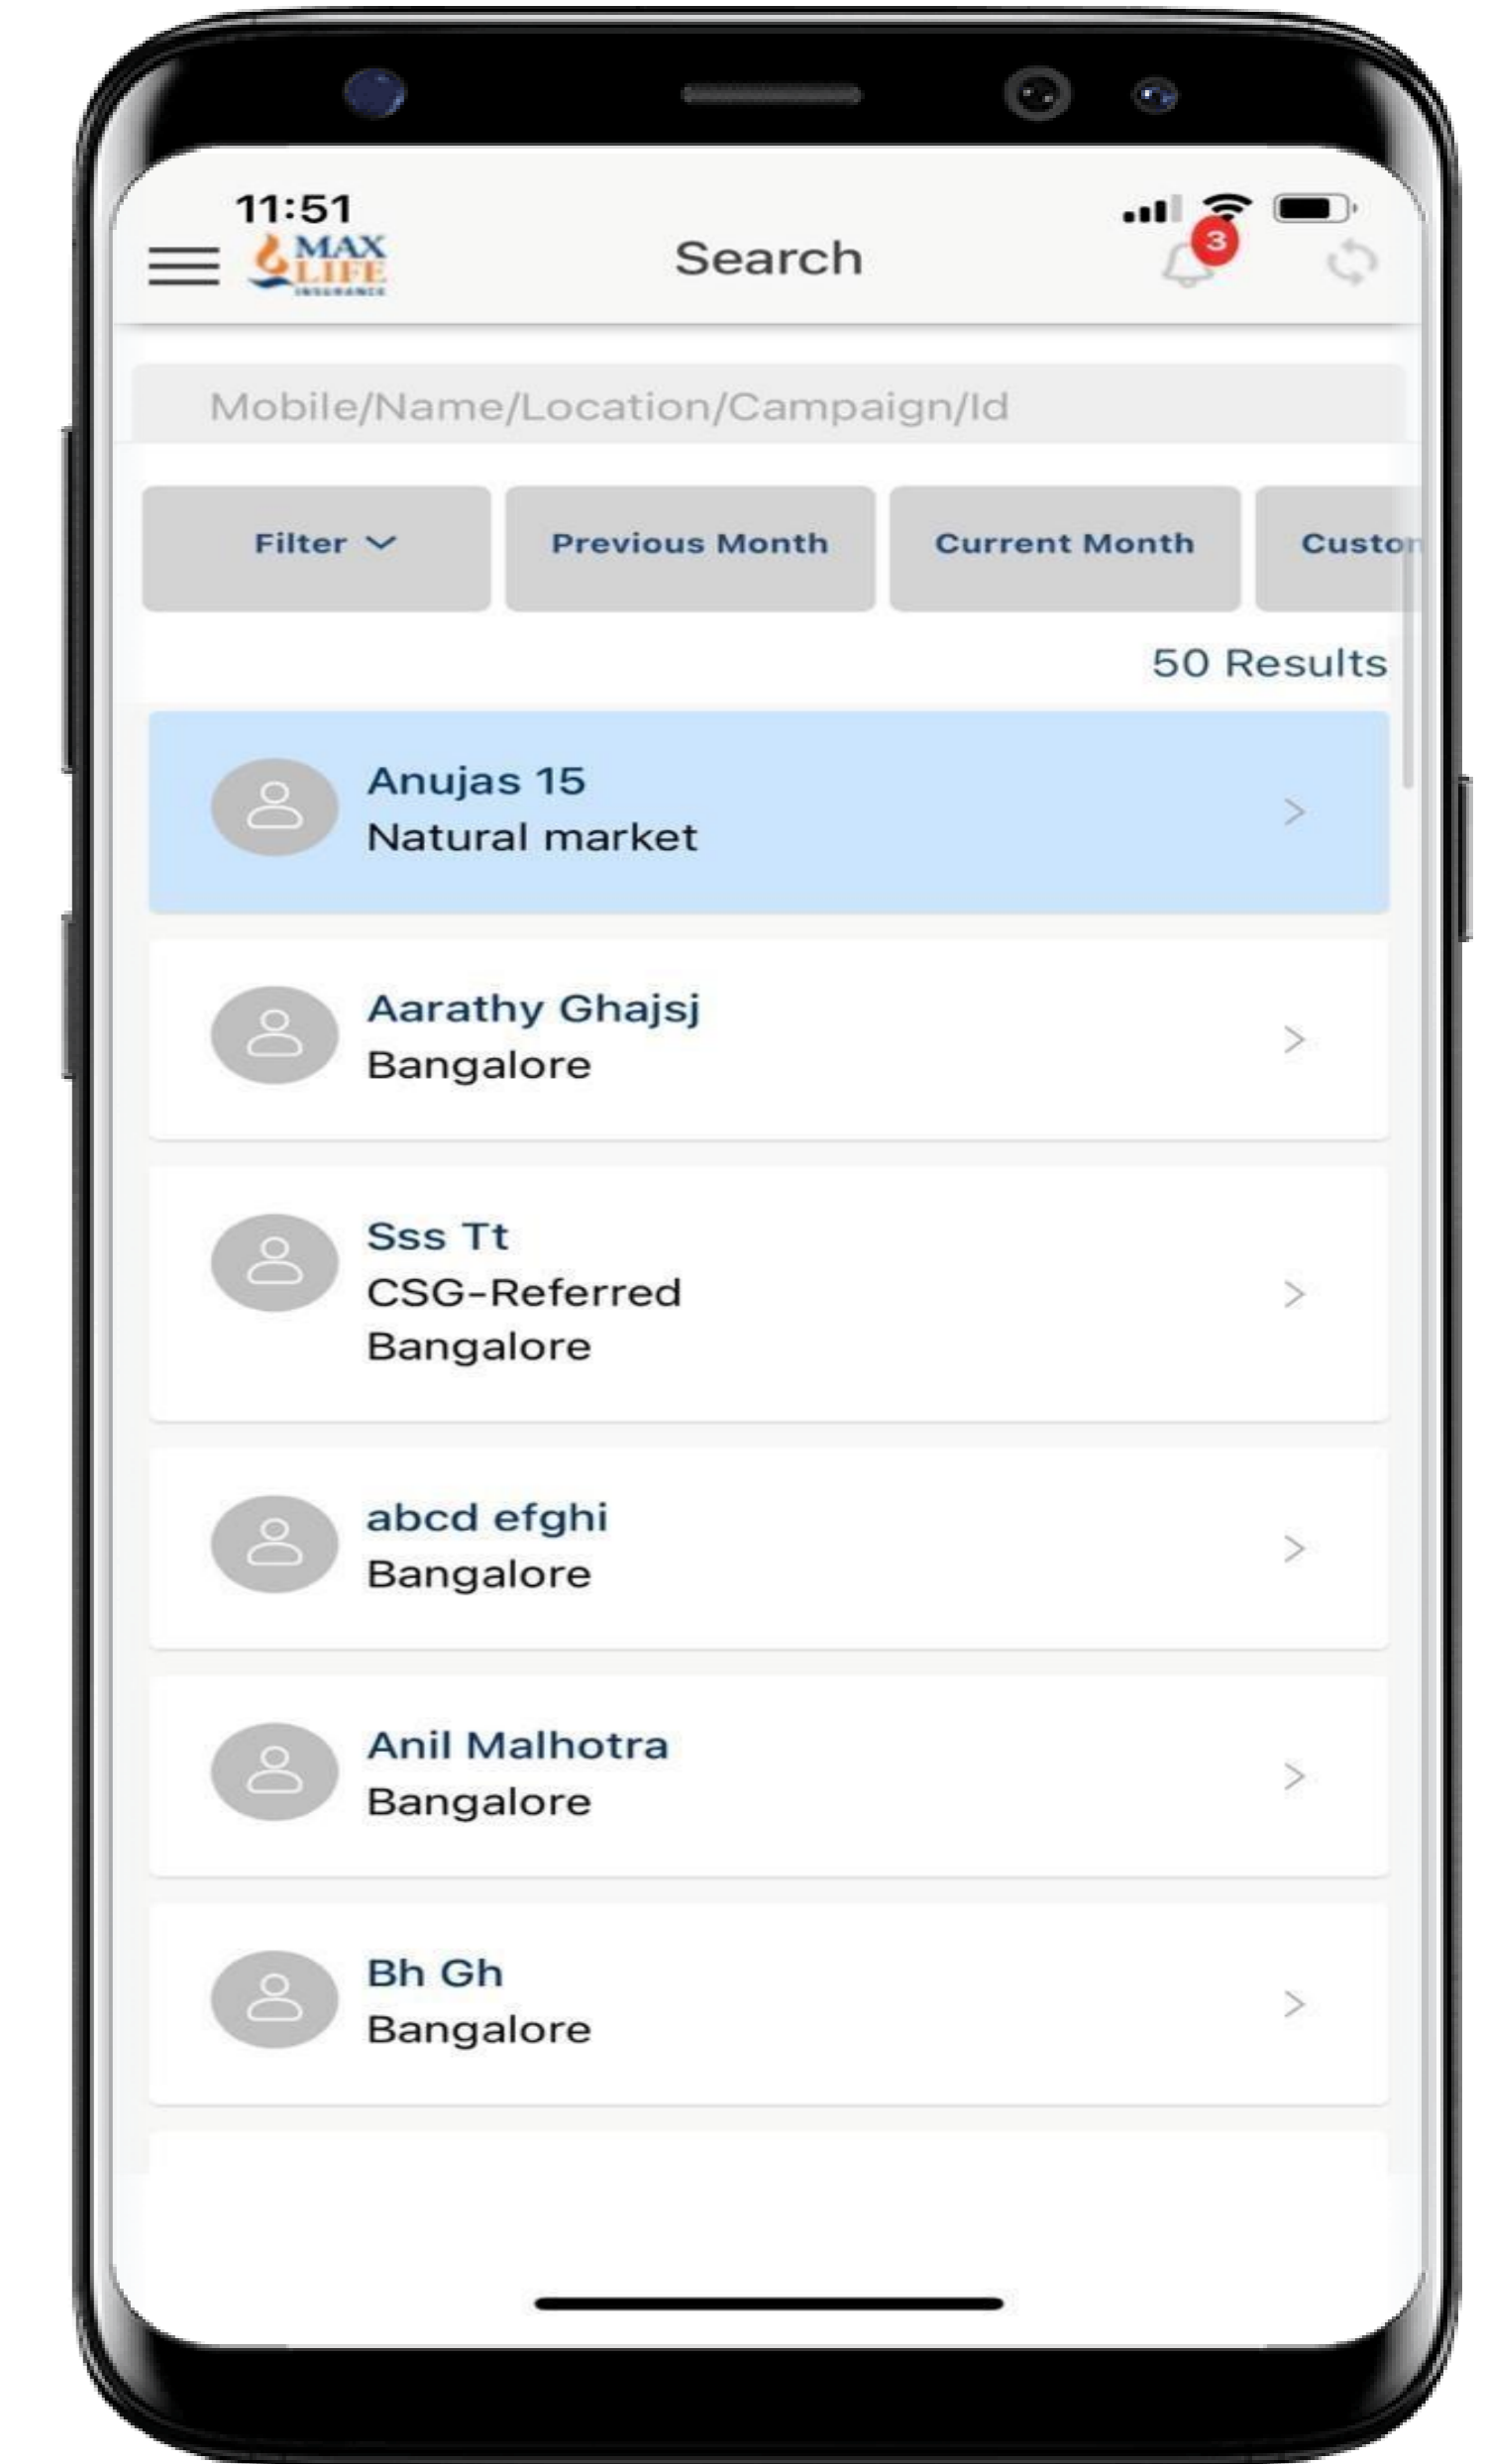 11:51
MAX
LIFE
INSURANCE
Search
3
Mobile/Name/Location/Campaign/Id
Filter
Previous Month
Current Month
Custom
50 Results
Anujas 15
Natural market
Aarathy Ghajsj
Bangalore
Sss Tt
CSG-Referred
Bangalore
abcd efghi
Bangalore
Anil Malhotra
Bangalore
Bh Gh
Bangalore